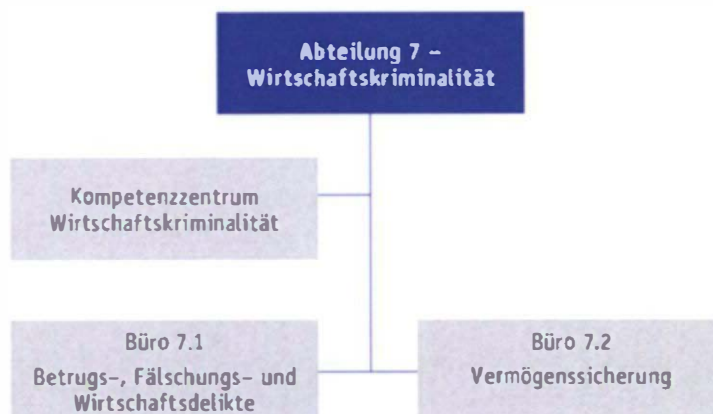 Abteilung 7 –
Wirtschaftskriminalität
Kompetenzzentrum
Wirtschaftskriminalität
Büro 7.1
Betrugs-, Fälschungs- und
Wirtschaftsdelikte
Büro 7.2
Vermögenssicherung